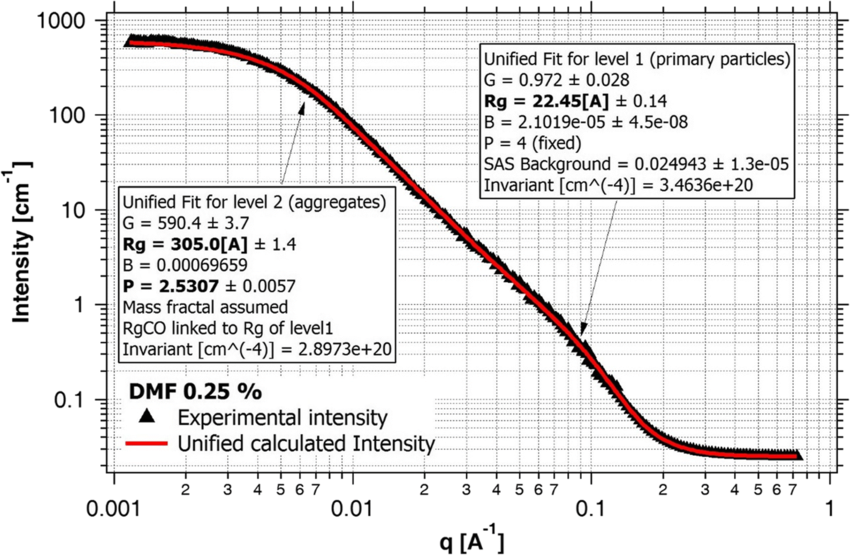 1000
100
10
1
0.1
Intensity [cm-1]
Unified Fit for level 1 (primary particles)
G = 0.972 ± 0.028
Rg = 22.45[A] ± 0.14
B = 2.1019e-05 ± 4.5e-08
P = 4 (fixed)
SAS Background = 0.024943 ± 1.3e-05
Invariant [cm^(-4)] = 3.4636e+20
Unified Fit for level 2 (aggregates)
G = 590.4 ± 3.7
Rg = 305.0[A] ± 1.4
B = 0.00069659
P = 2.5307 ± 0.0057
Mass fractal assumed
RgCO linked to Rg of level1
Invariant [cm^(-4)] = 2.8973e+20
DMF 0.25 %
Experimental intensity
Unified calculated Intensity
2 3 4 5 6 7 2 3 4 5 6 7 2 3 4 5 6 7
0.001 0.01 0.1 1
q [A-1]